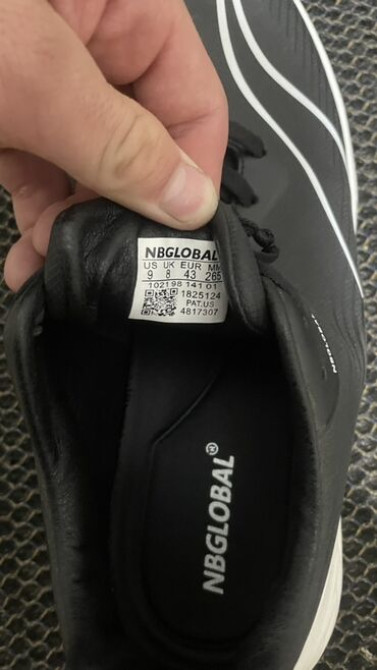 NBGLOBAL
US UK EUR MM
9 8 43 265
102198 141 01
1825124
PAT.US
4817307
NBGLOBAL®